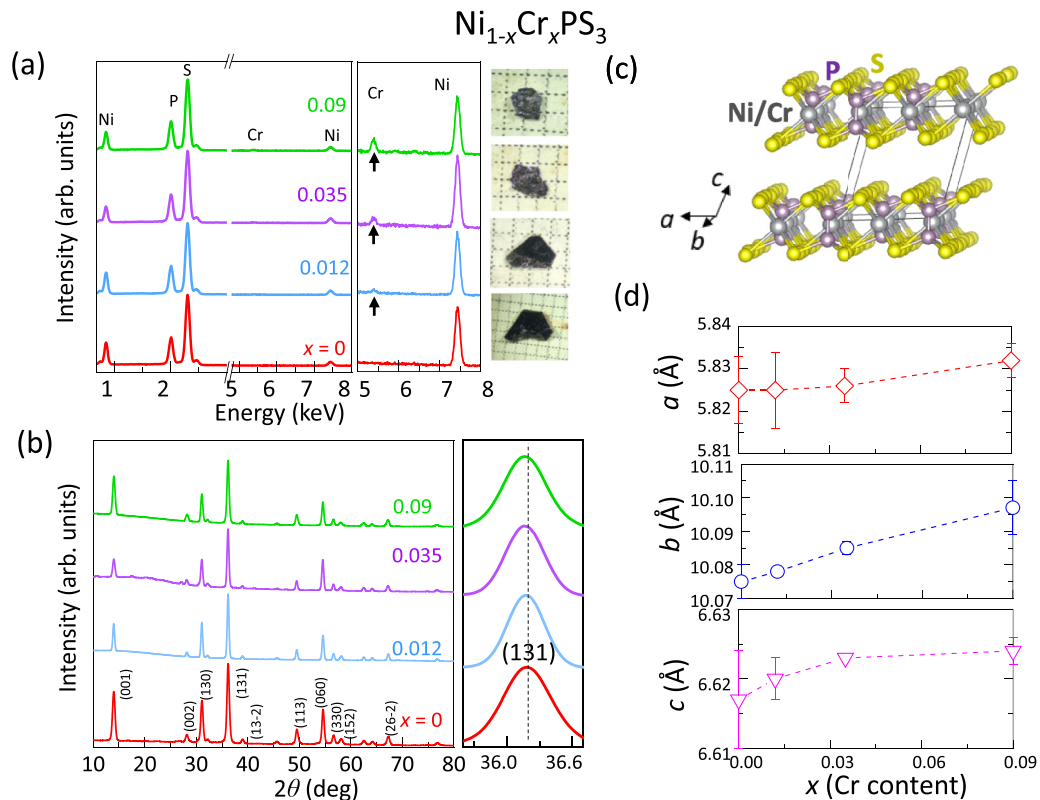 Ni1-xCrxPS3
(a)
Intensity (arb. units)
Ni
P
S
Cr
Ni
0.09
0.035
0.012
x = 0
1
2
5
6
7
8
Energy (keV)
Cr
Ni
5
6
7
8
(b)
Intensity (arb. units)
0.09
0.035
0.012
x = 0
(001)
(002)
(130)
(131)
(13-2)
(113)
(060)
(330)
(152)
(26-2)
10
20
30
40
50
60
70
80
2θ (deg)
(131)
36.0
36.6
(c)
P
S
Ni/Cr
c
a
b
(d)
5.84
5.83
5.82
5.81
a (Å)
10.11
10.10
10.09
10.08
10.07
b (Å)
6.63
6.62
6.61
c (Å)
0.00
0.03
0.06
0.09
x (Cr content)